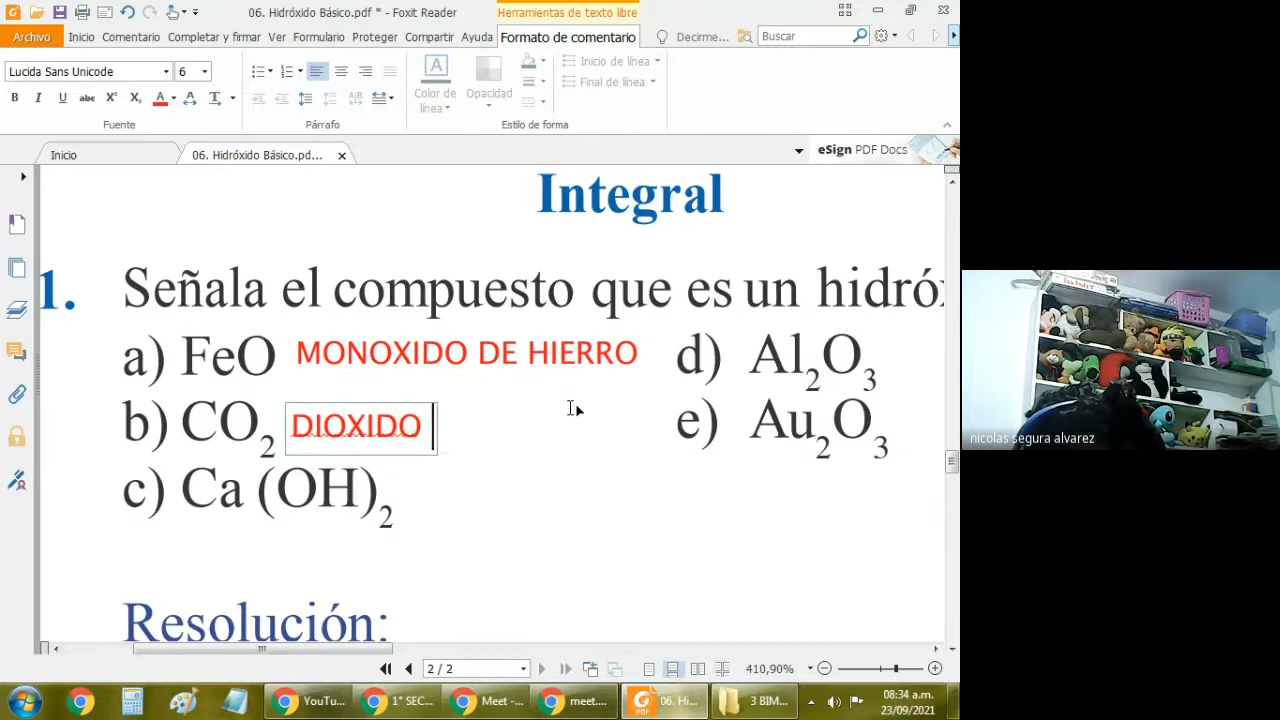 06. Hidróxido Básico.pdf * - Foxit Reader
Herramientas de texto libre
Archivo Inicio Comentario Completar y firmar Ver Formulario Proteger Compartir Ayuda Formato de comentario Decirme... Buscar
Lucida Sans Unicode 6
Color de línea
Opacidad
Inicio de línea
Final de línea
Fuente Párrafo Estilo de forma
Inicio 06. Hidróxido Básico.pd... eSign PDF Docs
Integral
1. Señala el compuesto que es un hidróx
a) FeO MONOXIDO DE HIERRO d) Al2O3
b) CO2 DIOXIDO e) Au2O3
c) Ca (OH)2
Resolución:
nicolas segura alvarez
2 / 2 410,90%
YouTu... 1° SEC... Meet -... meet.... 06. Hi... 3 BIM...
08:34 a.m.
23/09/2021